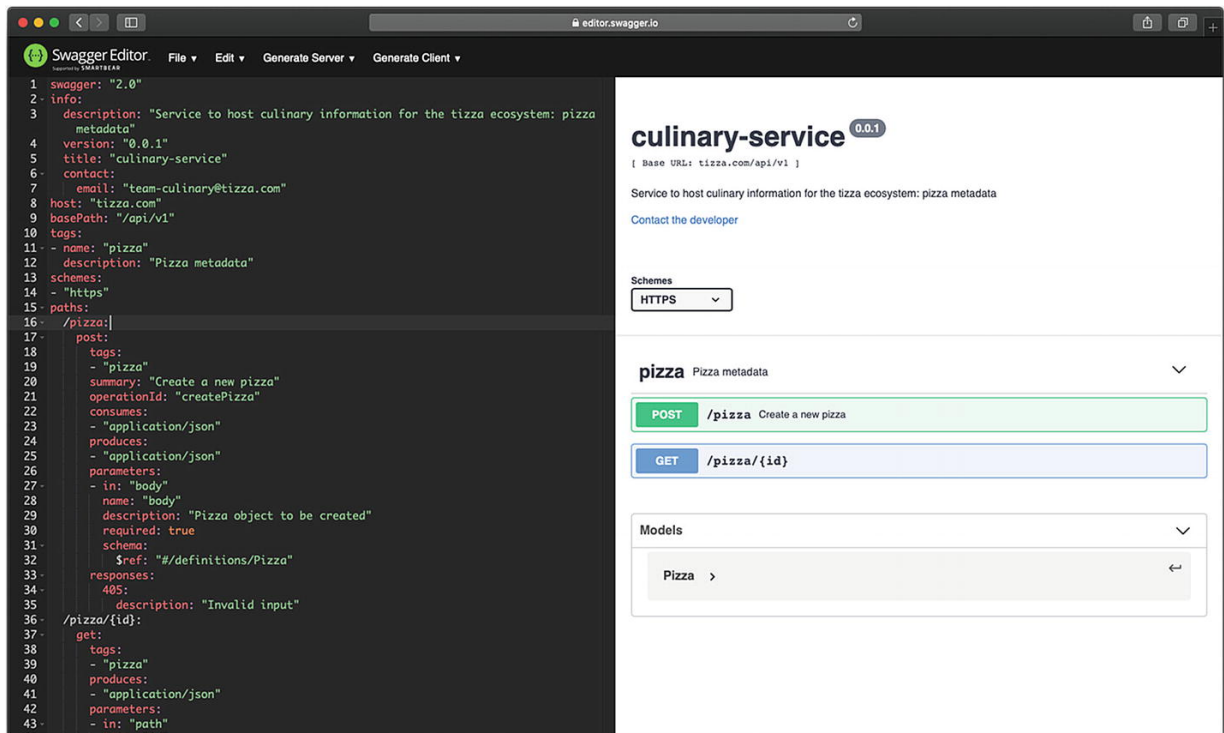 editor.swagger.io
Swagger Editor.
Supported by SMARTBEAR
File Edit Generate Server Generate Client
1 swagger: "2.0"
2 info:
3 description: "Service to host culinary information for the tizza ecosystem: pizza
metadata"
4 version: "0.0.1"
5 title: "culinary-service"
6 contact:
7 email: "team-culinary@tizza.com"
8 host: "tizza.com"
9 basePath: "/api/v1"
10 tags:
11 - name: "pizza"
12 description: "Pizza metadata"
13 schemes:
14 - "https"
15 paths:
16 /pizza:
17 post:
18 tags:
19 - "pizza"
20 summary: "Create a new pizza"
21 operationId: "createPizza"
22 consumes:
23 - "application/json"
24 produces:
25 - "application/json"
26 parameters:
27 - in: "body"
28 name: "body"
29 description: "Pizza object to be created"
30 required: true
31 schema:
32 $ref: "#/definitions/Pizza"
33 responses:
34 405:
35 description: "Invalid input"
36 /pizza/{id}:
37 get:
38 tags:
39 - "pizza"
40 produces:
41 - "application/json"
42 parameters:
43 - in: "path"
culinary-service 0.0.1
[ Base URL: tizza.com/api/v1 ]
Service to host culinary information for the tizza ecosystem: pizza metadata
Contact the developer
Schemes
HTTPS
pizza Pizza metadata
POST /pizza Create a new pizza
GET /pizza/{id}
Models
Pizza